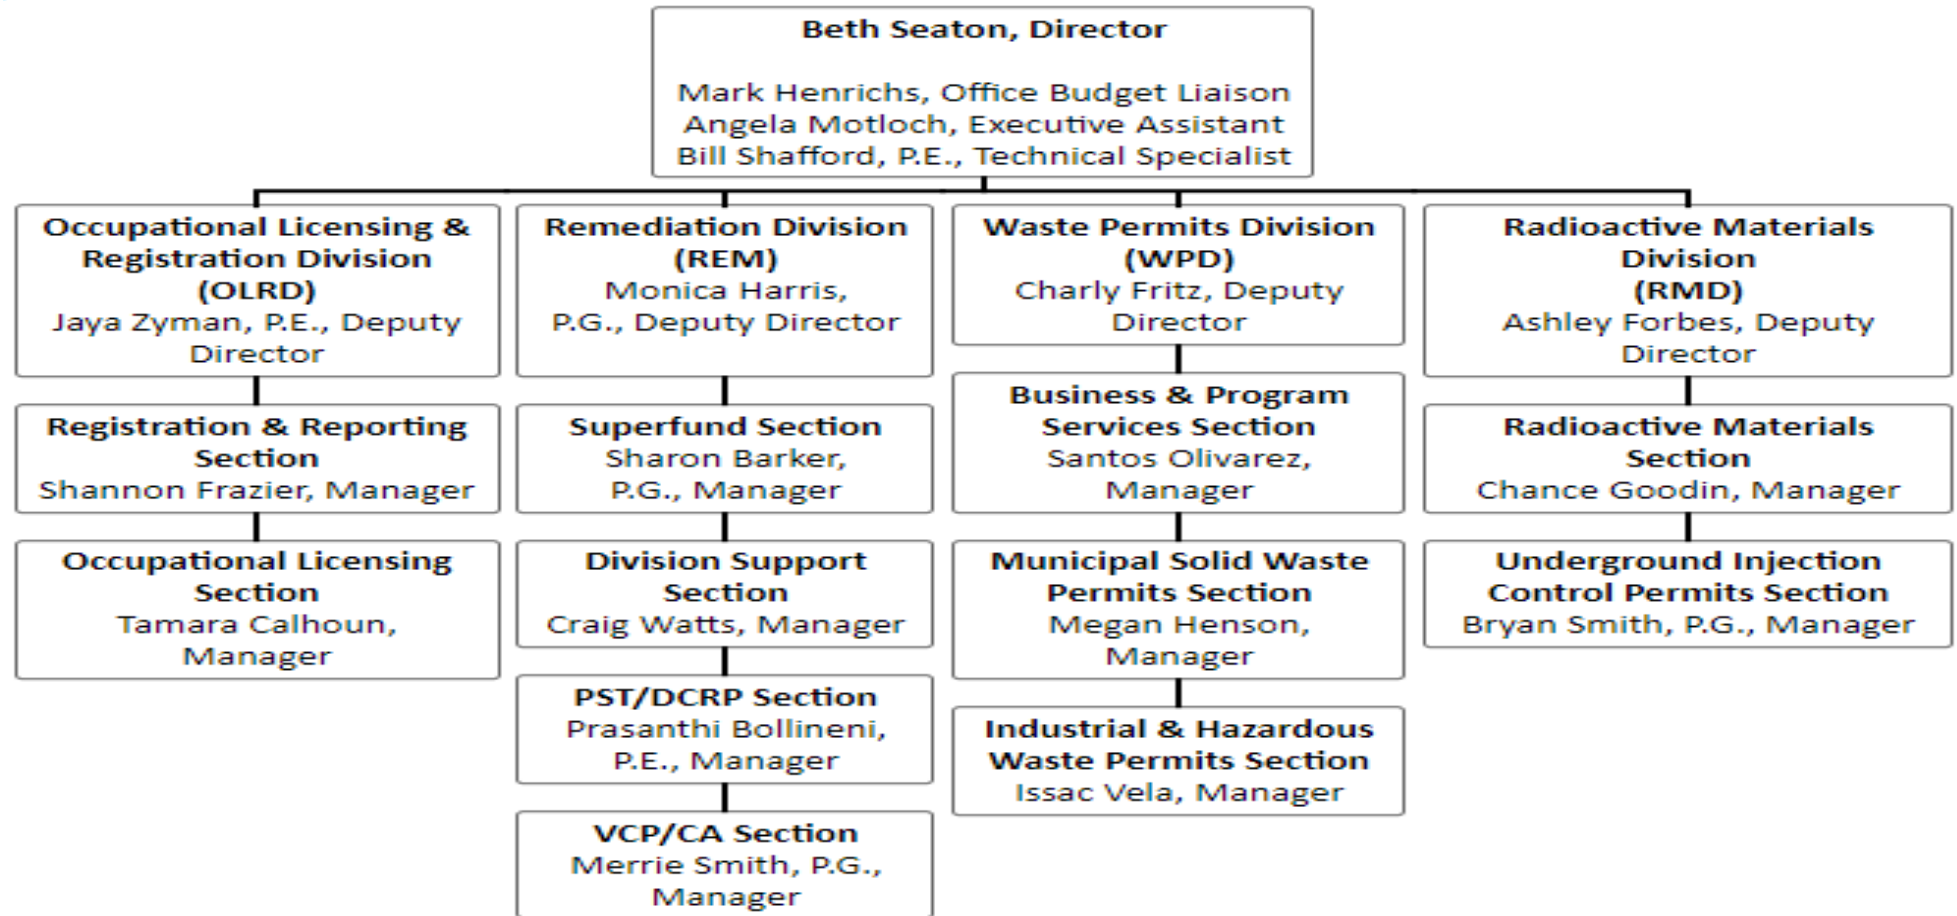 Beth Seaton, Director
Mark Henrichs, Office Budget Liaison
Angela Motloch, Executive Assistant
Bill Shafford, P.E., Technical Specialist
Occupational Licensing &
Registration Division
(OLRD)
Jaya Zyman, P.E., Deputy
Director
Registration & Reporting
Section
Shannon Frazier, Manager
Occupational Licensing
Section
Tamara Calhoun,
Manager
Remediation Division
(REM)
Monica Harris,
P.G., Deputy Director
Superfund Section
Sharon Barker,
P.G., Manager
Division Support
Section
Craig Watts, Manager
PST/DCRP Section
Prasanthi Bollineni,
P.E., Manager
VCP/CA Section
Merrie Smith, P.G.,
Manager
Waste Permits Division
(WPD)
Charly Fritz, Deputy
Director
Business & Program
Services Section
Santos Olivarez,
Manager
Municipal Solid Waste
Permits Section
Megan Henson,
Manager
Industrial & Hazardous
Waste Permits Section
Issac Vela, Manager
Radioactive Materials
Division
(RMD)
Ashley Forbes, Deputy
Director
Radioactive Materials
Section
Chance Goodin, Manager
Underground Injection
Control Permits Section
Bryan Smith, P.G., Manager